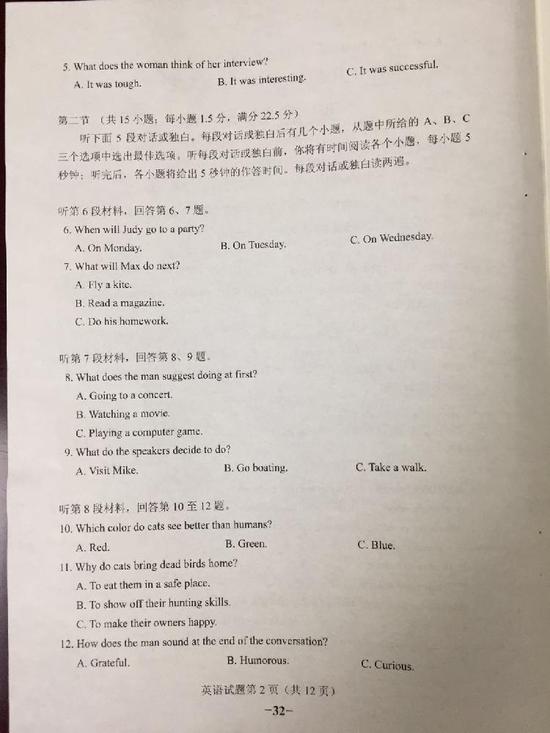 5. What does the woman think of her interview?
A. It was tough. B. It was interesting. C. It was successful.
第二节 (共 15 小题;每小题 1.5 分,满分 22.5 分)
听下面 5 段对话或独白。每段对话或独白后有几个小题,从题中所给的 A、B、C
三个选项中选出最佳选项。听每段对话或独白前,你将有时间阅读各个小题,每小题 5
秒钟;听完后,各小题将给出 5 秒钟的作答时间。每段对话或独白读两遍。
听第 6 段材料,回答第 6、7 题。
6. When will Judy go to a party?
A. On Monday. B. On Tuesday. C. On Wednesday.
7. What will Max do next?
A. Fly a kite.
B. Read a magazine.
C. Do his homework.
听第 7 段材料,回答第 8、9 题。
8. What does the man suggest doing at first?
A. Going to a concert.
B. Watching a movie.
C. Playing a computer game.
9. What do the speakers decide to do?
A. Visit Mike. B. Go boating. C. Take a walk.
听第 8 段材料,回答第 10 至 12 题。
10. Which color do cats see better than humans?
A. Red. B. Green. C. Blue.
11. Why do cats bring dead birds home?
A. To eat them in a safe place.
B. To show off their hunting skills.
C. To make their owners happy.
12. How does the man sound at the end of the conversation?
A. Grateful. B. Humorous. C. Curious.
英语试题第 2 页(共 12 页)
-32-